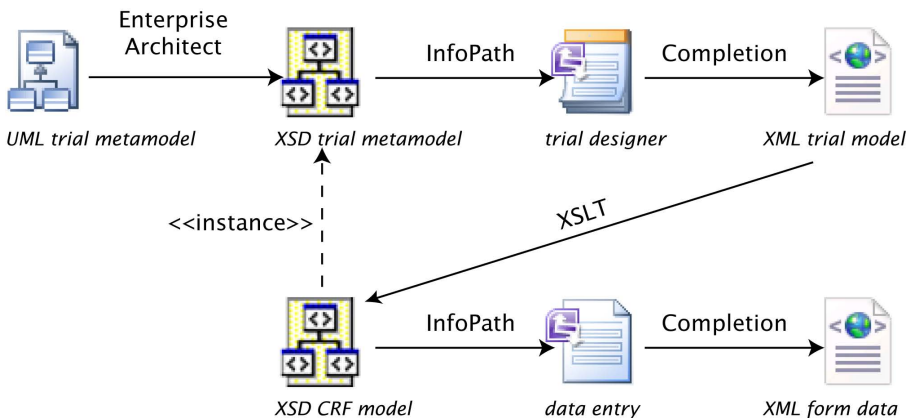 Enterprise
Architect
InfoPath
Completion
UML trial metamodel
XSD trial metamodel
trial designer
XML trial model
<<instance>>
XSLT
InfoPath
Completion
XSD CRF model
data entry
XML form data